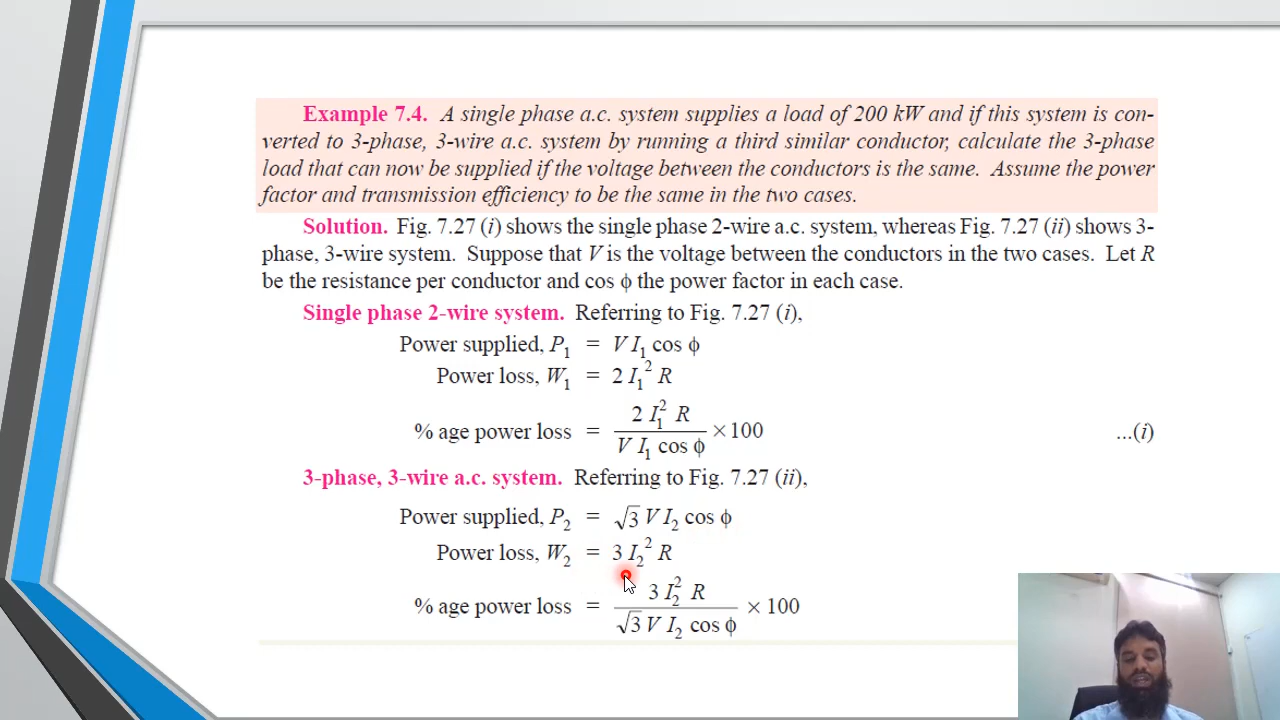 Example 7.4. A single phase a.c. system supplies a load of 200 kW and if this system is con-
verted to 3-phase, 3-wire a.c. system by running a third similar conductor, calculate the 3-phase
load that can now be supplied if the voltage between the conductors is the same. Assume the power
factor and transmission efficiency to be the same in the two cases.
Solution. Fig. 7.27 (i) shows the single phase 2-wire a.c. system, whereas Fig. 7.27 (ii) shows 3-
phase, 3-wire system. Suppose that V is the voltage between the conductors in the two cases. Let R
be the resistance per conductor and cos ϕ the power factor in each case.
Single phase 2-wire system. Referring to Fig. 7.27 (i),
Power supplied, P₁ = V I₁ cos ϕ
Power loss, W₁ = 2 I₁² R
% age power loss = (2 I₁² R)/(V I₁ cos ϕ) × 100 ...(i)
3-phase, 3-wire a.c. system. Referring to Fig. 7.27 (ii),
Power supplied, P₂ = √3 V I₂ cos ϕ
Power loss, W₂ = 3 I₂² R
% age power loss = (3 I₂² R)/(√3 V I₂ cos ϕ) × 100